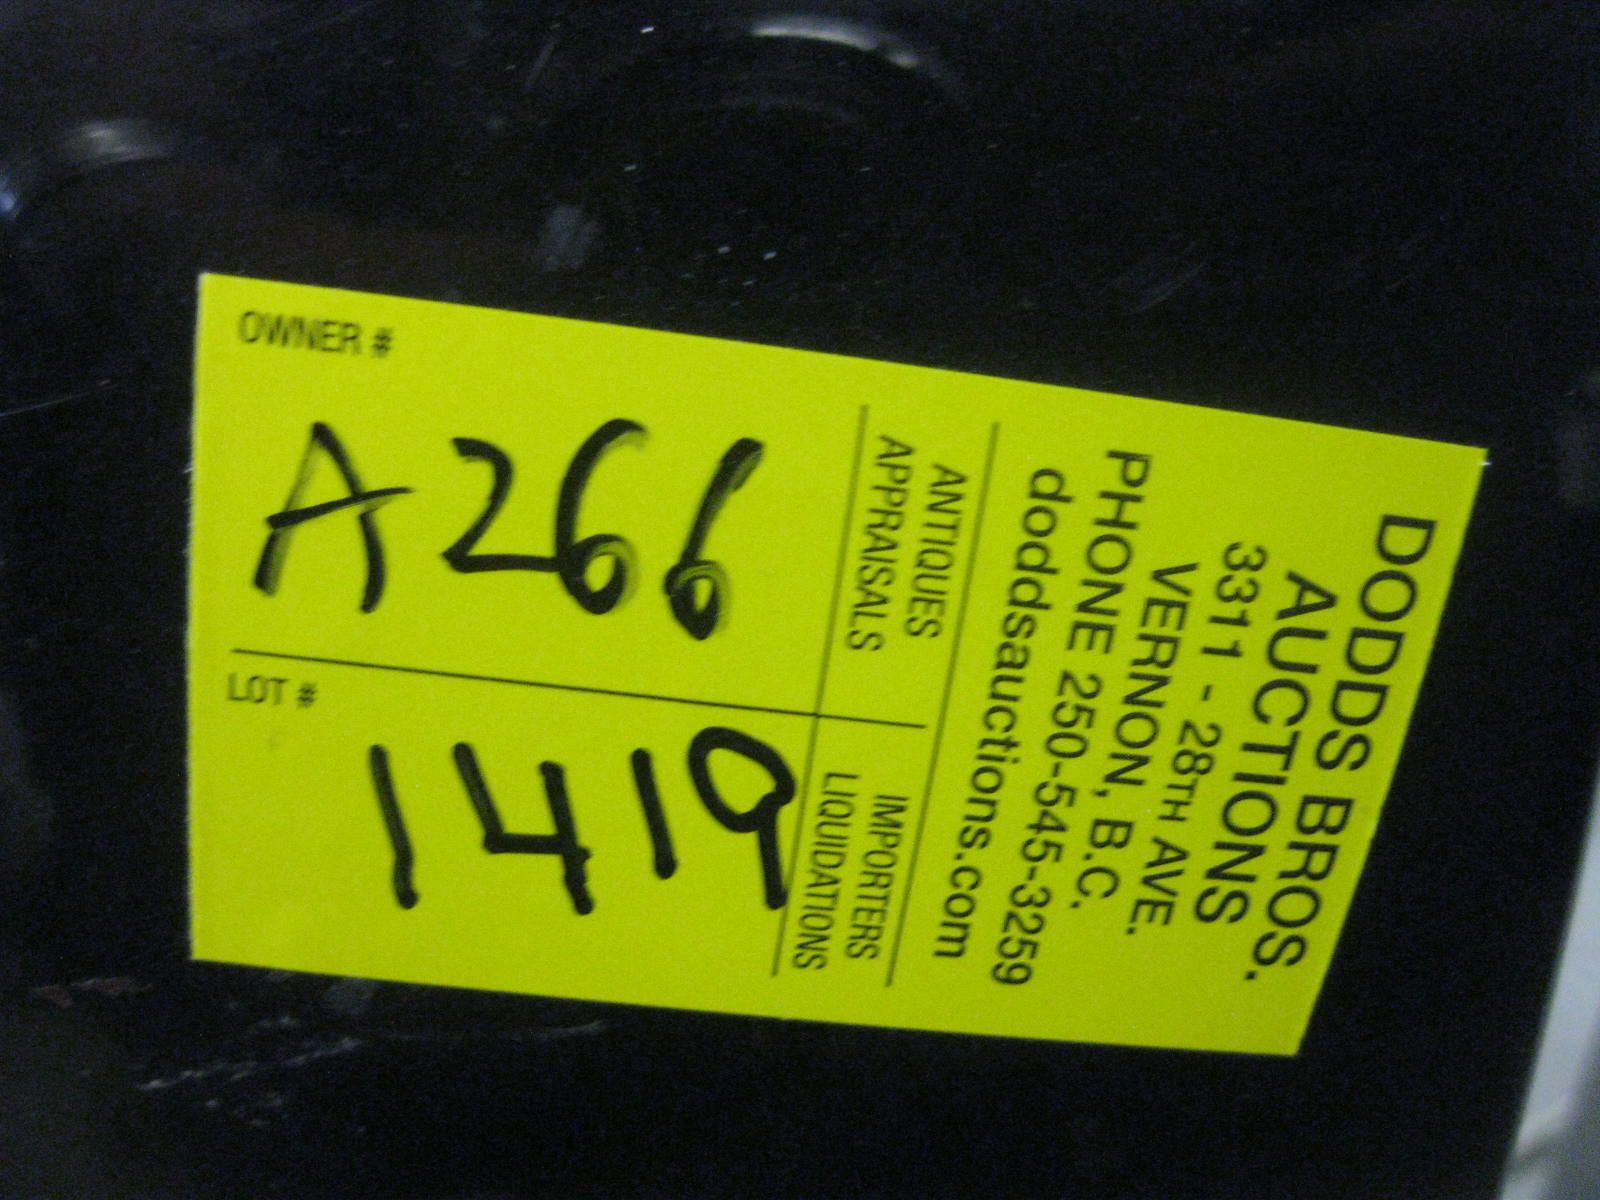 DODDS BROS.
AUCTIONS
3311 - 28TH AVE.
VERNON, B.C.
PHONE 250-545-3259
doddsauctions.com
ANTIQUES
APPRAISALS
IMPORTERS
LIQUIDATIONS
OWNER #
A266
LOT #
1419